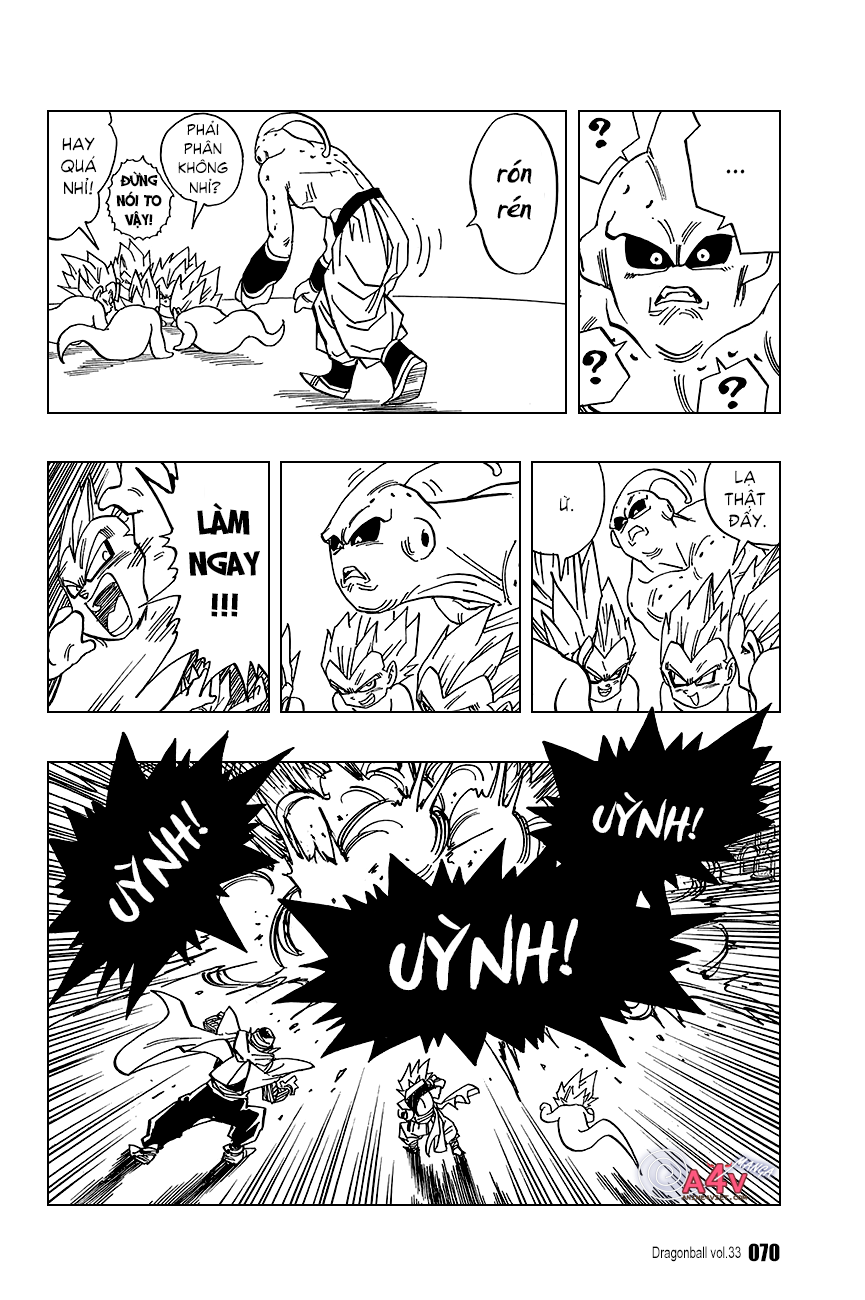 ...
?
?
?
rón
rén
PHẢI
PHÂN
KHÔNG
NHỈ?
ĐỪNG
NÓI TO
VẬY!
HAY
QUÁ
NHỈ!
LẠ
THẬT
ĐẤY.
Ừ.
LÀM
NGAY
!!!
UỲNH!
UỲNH!
UỲNH!
A4v
Dragonball vol.33 070